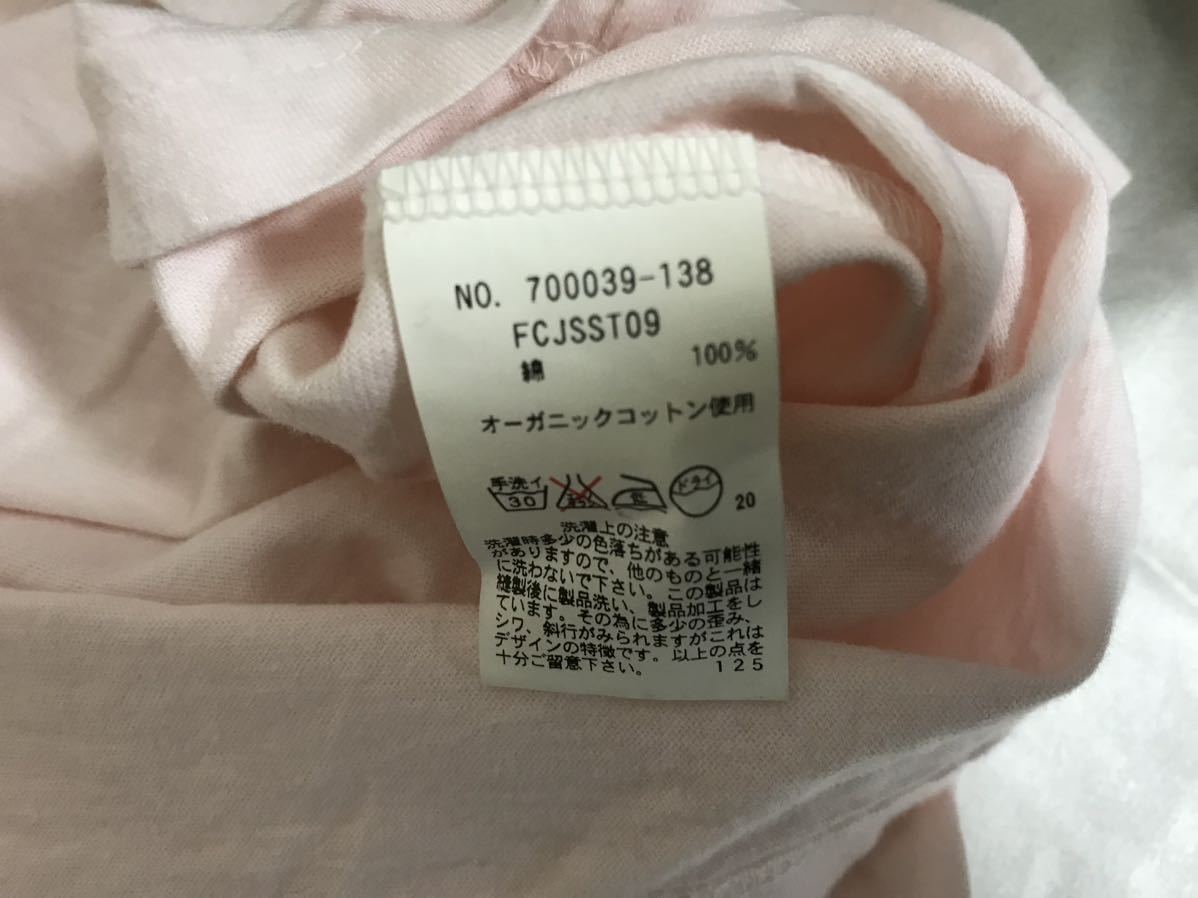 NO. 700039-138
FCJSST09
綿 100%
オーガニックコットン使用
手洗イ 30 エンソサラシ 低 ドライ 20
洗濯上の注意
洗濯時多少の色落ちがある可能性
がありますので、他のものと一緒
に洗わないで下さい。この製品は
縫製後に製品洗い、製品加工をし
ています。その為に多少の歪み、
シワ、斜行がみられますがこれは
デザインの特徴です。以上の点を
十分ご留意下さい。 125